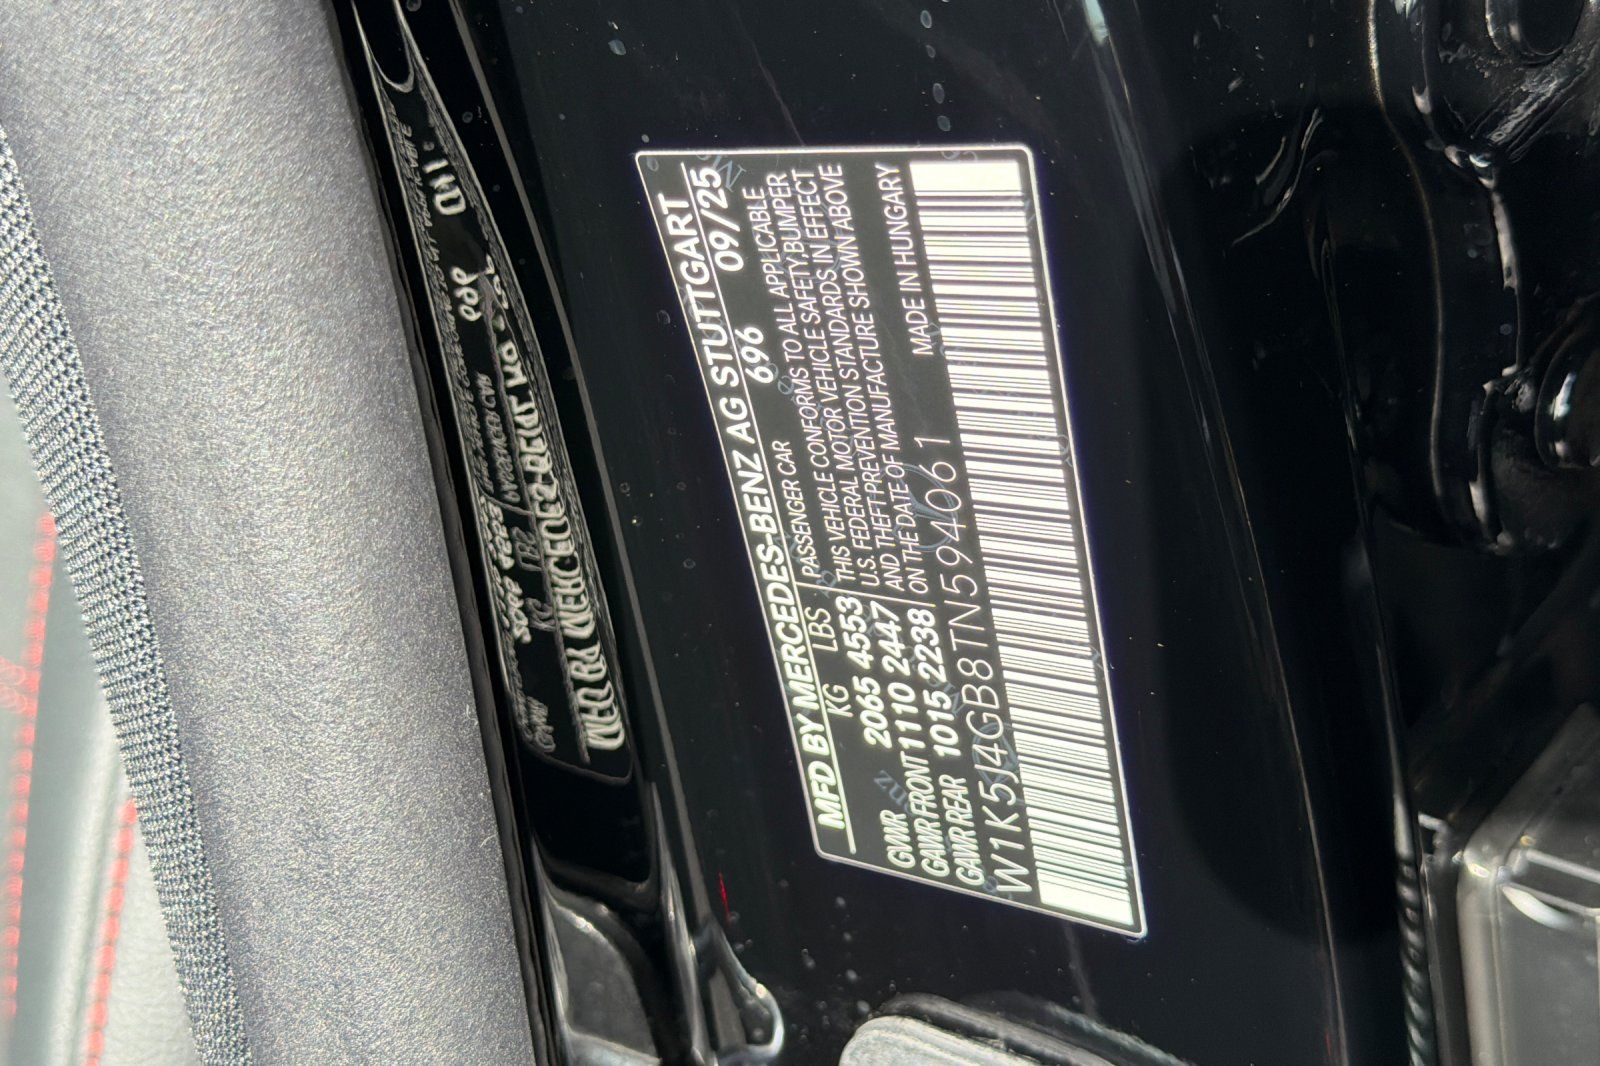 MFD BY MERCEDES-BENZ AG STUTTGART
KG LBS PASSENGER CAR 696 09/25
GVWR 2065 4553
GAWR FRONT 1110 2447
GAWR REAR 1015 2238
THIS VEHICLE CONFORMS TO ALL APPLICABLE
U.S. FEDERAL MOTOR VEHICLE SAFETY, BUMPER
AND THEFT PREVENTION STANDARDS IN EFFECT
ON THE DATE OF MANUFACTURE SHOWN ABOVE
MADE IN HUNGARY
W1K5J4GB8TN594061